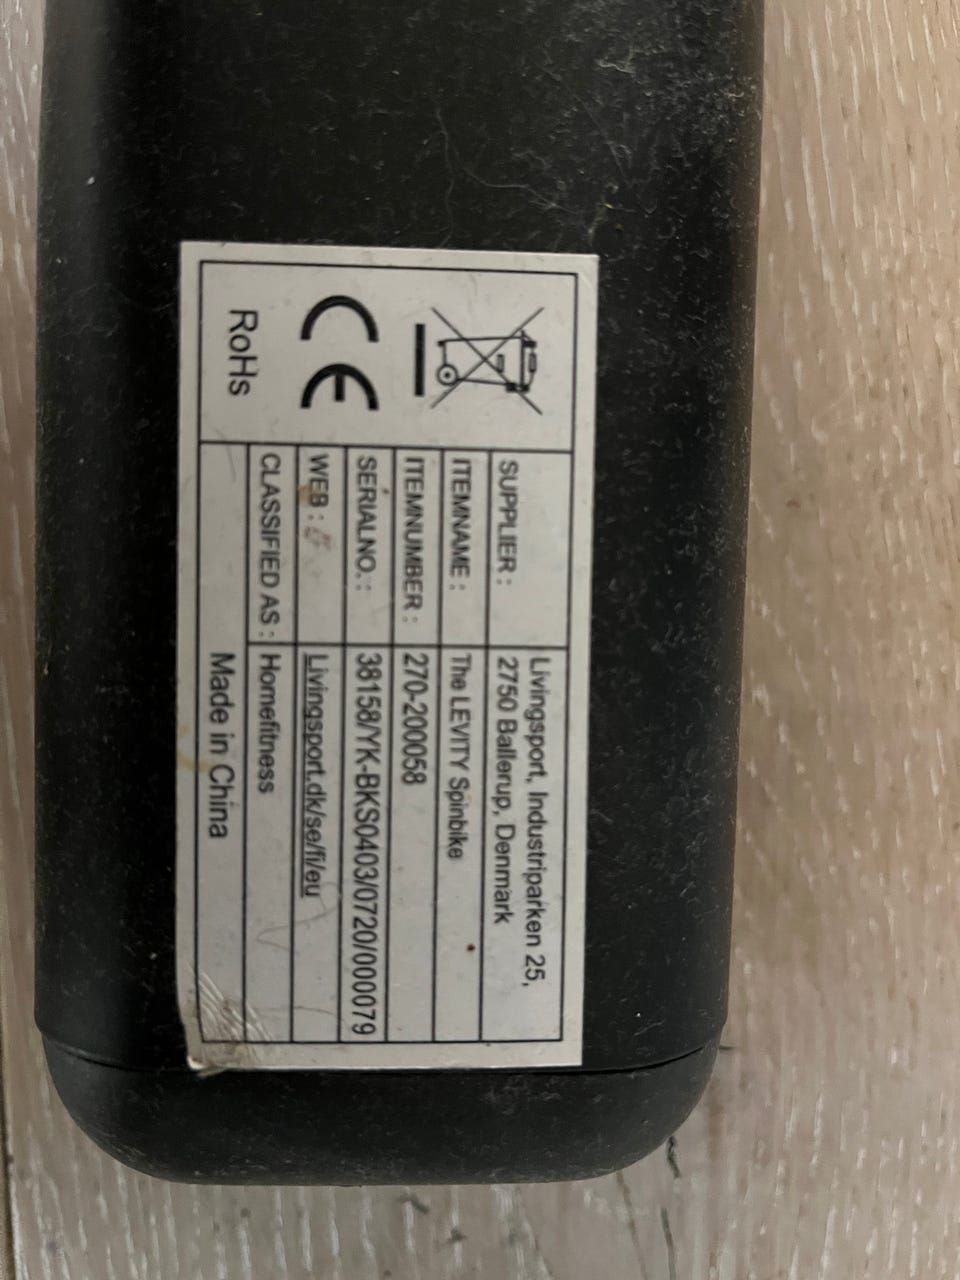 SUPPLIER : Livingsport, Industriparken 25,
2750 Ballerup, Denmark
ITEMNAME : The LEVITY Spinbike
ITEMNUMBER : 270-200058
SERIALNO. : 38158/YK-BKS0403/0720/000079
WEB : Livingsport.dk/se/fi/eu
CLASSIFIED AS : Homefitness
Made in China
CE
RoHs